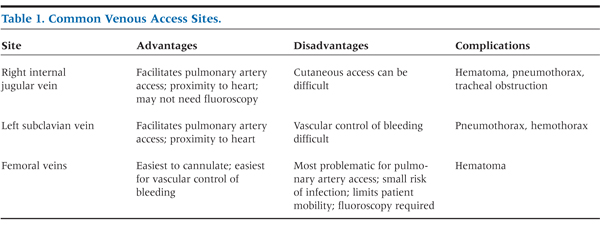 Table 1. Common Venous Access Sites.
Site Advantages Disadvantages Complications
Right internal jugular vein
Facilitates pulmonary artery
access; proximity to heart;
may not need fluoroscopy
Cutaneous access can be
difficult
Hematoma, pneumothorax,
tracheal obstruction
Left subclavian vein
Facilitates pulmonary artery
access; proximity to heart
Vascular control of bleeding
difficult
Pneumothorax, hemothorax
Femoral veins
Easiest to cannulate; easiest
for vascular control of
bleeding
Most problematic for pulmo-
nary artery access; small risk
of infection; limits patient
mobility; fluoroscopy required
Hematoma